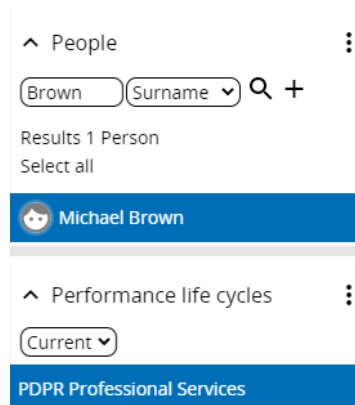 People
Brown Surname
Results 1 Person
Select all
Michael Brown
Performance life cycles
Current
PDPR Professional Services